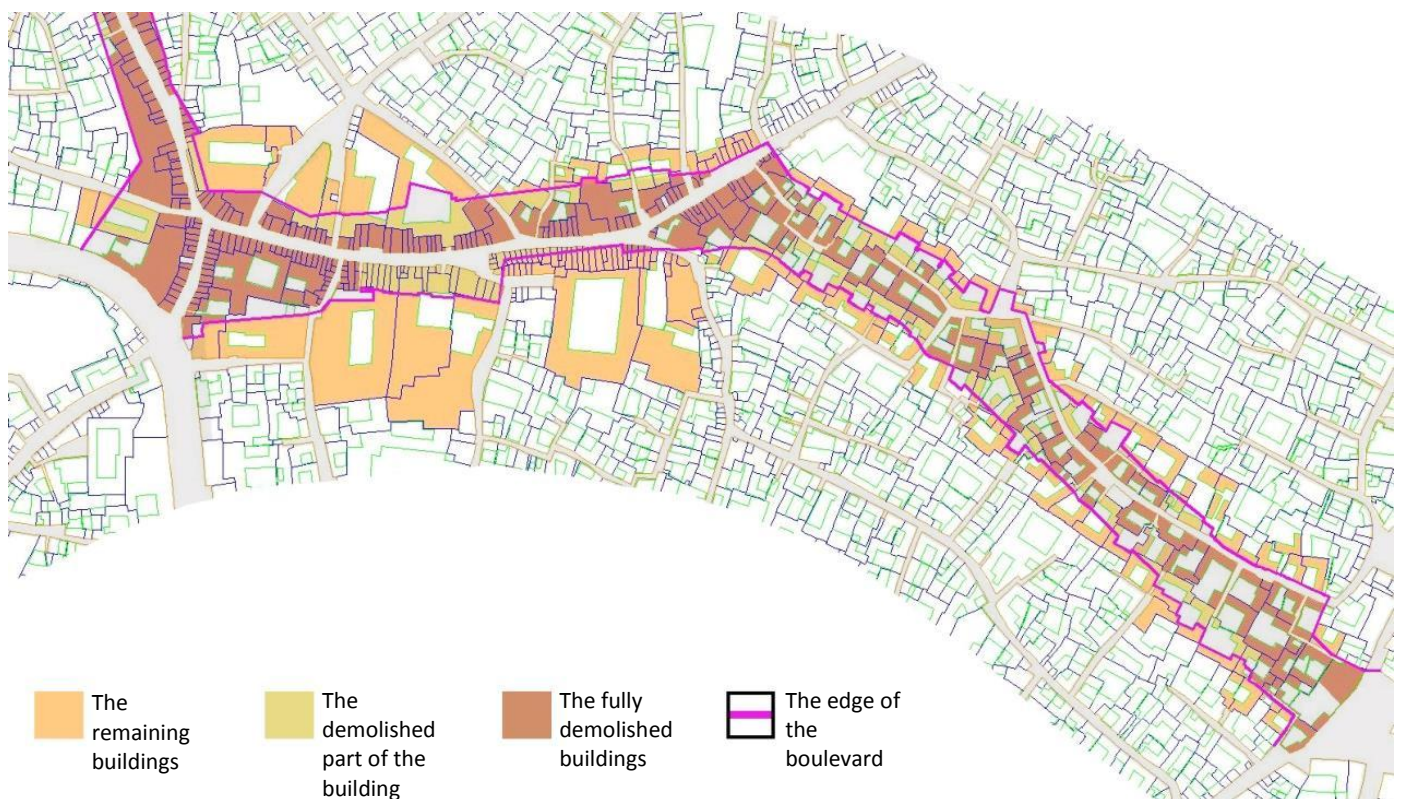 The
remaining
buildings
The
demolished
part of the
building
The fully
demolished
buildings
The edge of
the
boulevard